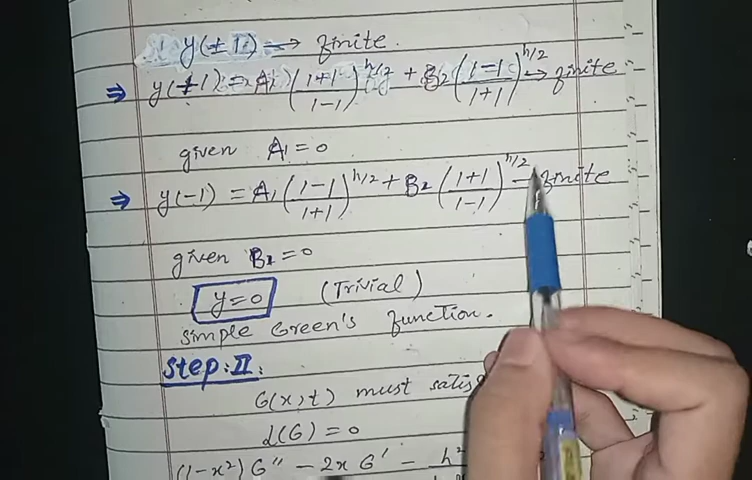 y(±1) → finite.
⇒ y(+1) = A₁ ((1+1)/(1-1))^(h/2) + B₂ ((1-1)/(1+1))^(h/2) → finite
given A₁ = 0
⇒ y(-1) = A₁ ((1-1)/(1+1))^(h/2) + B₂ ((1+1)/(1-1))^(h/2) → finite
given B₂ = 0
y=0 (Trivial)
simple Green's function.
Step: II:
G(x,t) must
L(G) = 0
(1-x²) G'' - 2x G' -